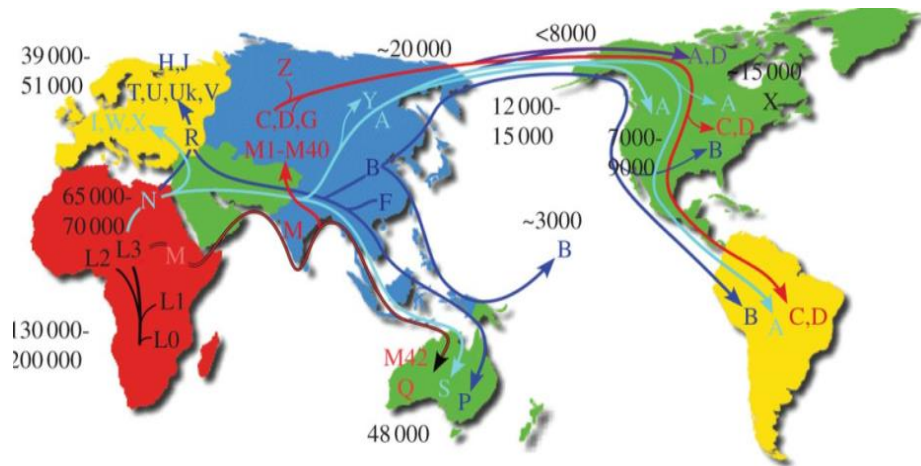 39 000-
51 000
H,J
T,U,Uk,V
I,W,X
R
Z
C,D,G
M1-M40
~20 000
Y
A
<8000
A,D
~15 000
X
A
A
C,D
B
12 000-
15 000
7000-
9000
B
F
65 000-
70 000
N
M
M
L2
L3
L1
L0
130 000-
200 000
~3000
B
M42
Q
S
P
48 000
B
A
C,D